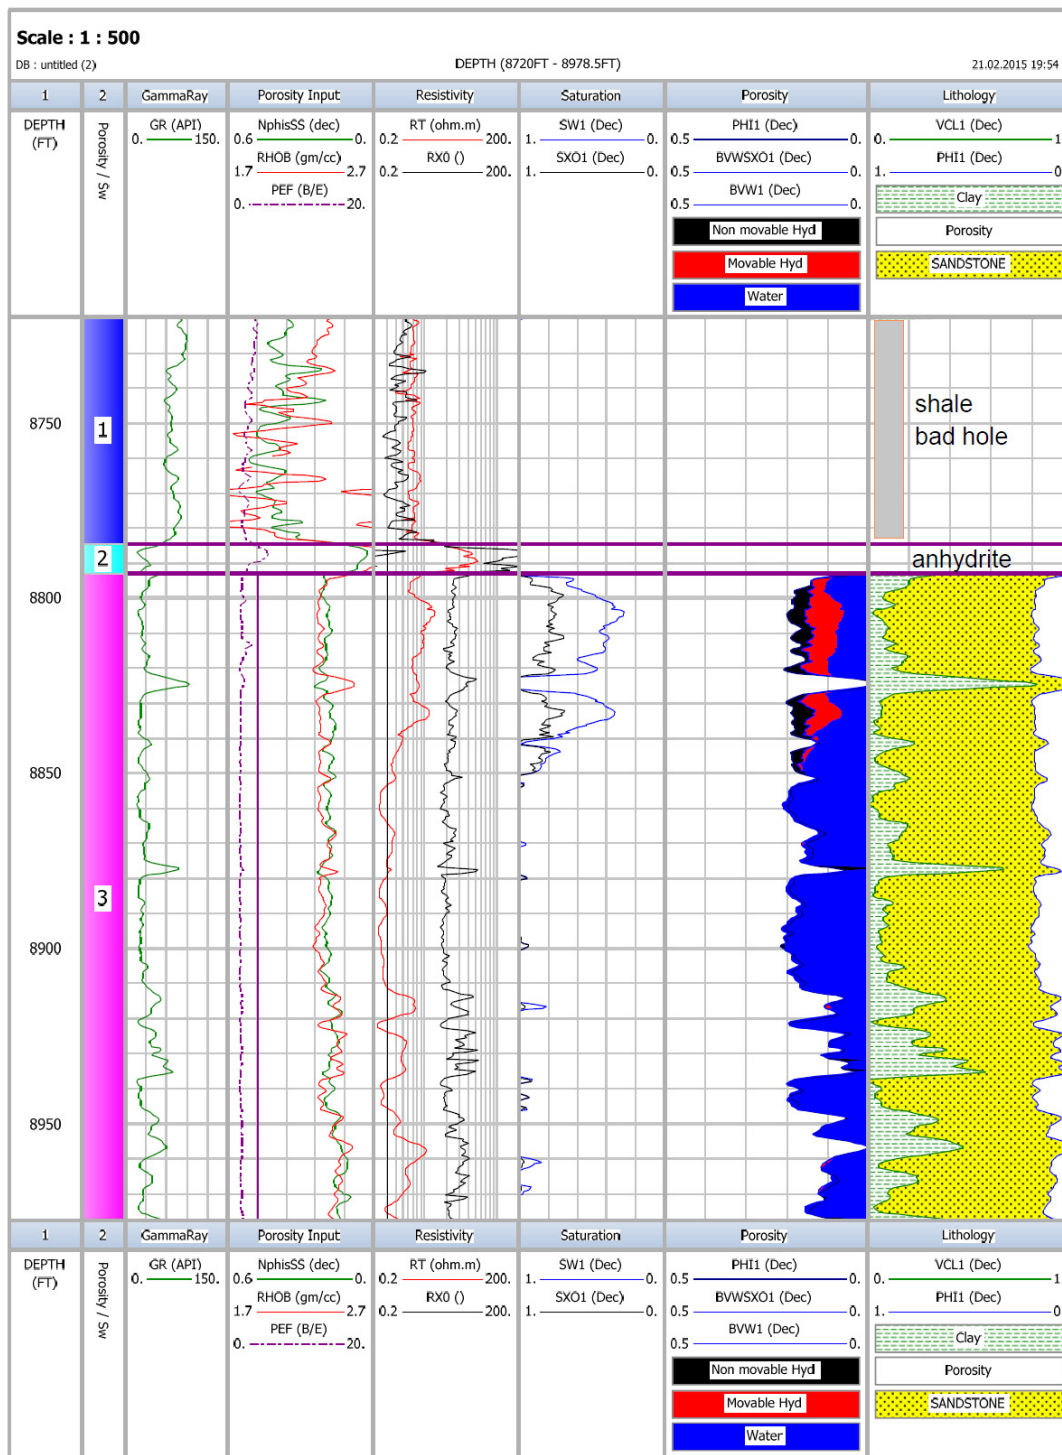 Scale : 1 : 500
DB : untitled (2) DEPTH (8720FT - 8978.5FT) 21.02.2015 19:54
1 2 GammaRay Porosity Input Resistivity Saturation Porosity Lithology
DEPTH (FT)
Porosity / Sw
GR (API)
0. 150.
NphisSS (dec)
0.6 0.
RHOB (gm/cc)
1.7 2.7
PEF (B/E)
0. 20.
RT (ohm.m)
0.2 200.
RX0 ()
0.2 200.
SW1 (Dec)
1. 0.
SXO1 (Dec)
1. 0.
PHI1 (Dec)
0.5 0.
BVWSXO1 (Dec)
0.5 0.
BVW1 (Dec)
0.5 0.
Non movable Hyd
Movable Hyd
Water
VCL1 (Dec)
0. 1
PHI1 (Dec)
1. 0
Clay
Porosity
SANDSTONE
shale
8750 1 bad hole
2 anhydrite
8800
8850
3
8900
8950
1 2 GammaRay Porosity Input Resistivity Saturation Porosity Lithology
DEPTH (FT)
Porosity / Sw
GR (API)
0. 150.
NphisSS (dec)
0.6 0.
RHOB (gm/cc)
1.7 2.7
PEF (B/E)
0. 20.
RT (ohm.m)
0.2 200.
RX0 ()
0.2 200.
SW1 (Dec)
1. 0.
SXO1 (Dec)
1. 0.
PHI1 (Dec)
0.5 0.
BVWSXO1 (Dec)
0.5 0.
BVW1 (Dec)
0.5 0.
Non movable Hyd
Movable Hyd
Water
VCL1 (Dec)
0. 1
PHI1 (Dec)
1. 0
Clay
Porosity
SANDSTONE